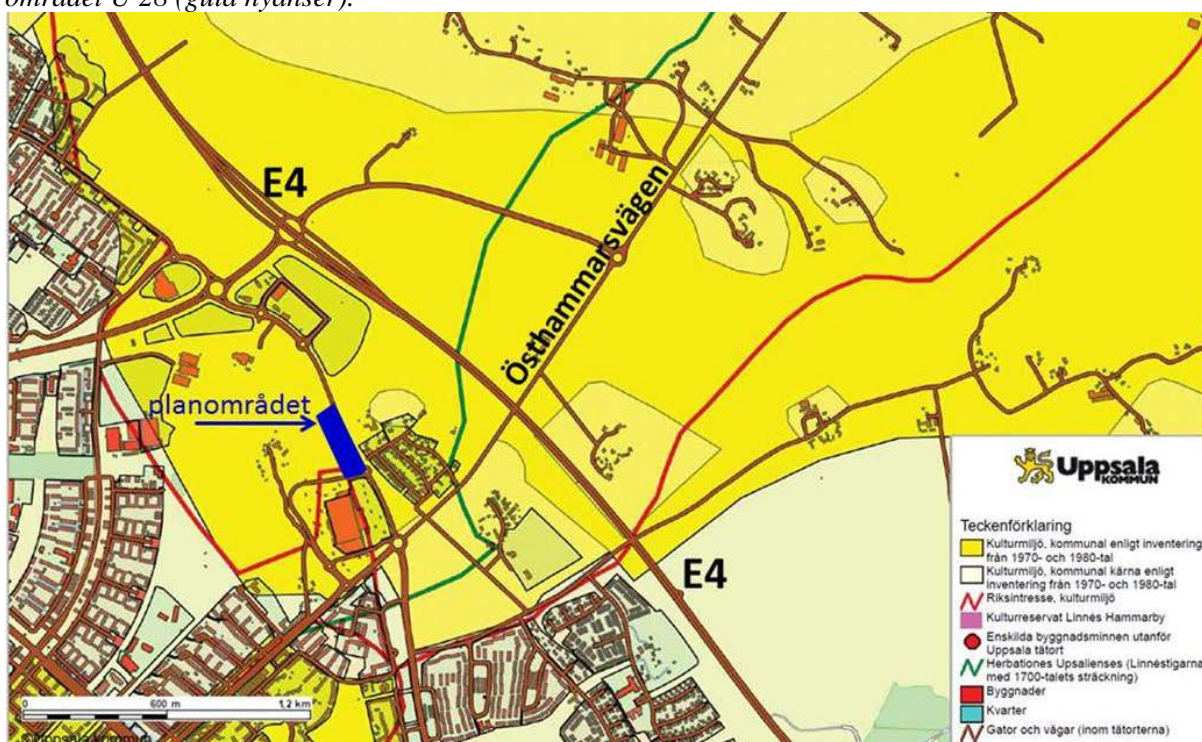 området U 28 (gula nyanser).
E4
Östhammarsvägen
planområdet
E4
Uppsala
KOMMUN
Teckenförklaring
Kulturmiljö, kommunal enligt inventering
från 1970- och 1980-tal
Kulturmiljö, kommunal kärna enligt
inventering från 1970- och 1980-tal
Riksintresse, kulturmiljö
Kulturreservat Linnés Hammarby
Enskilda byggnadsminnen utanför
Uppsala tätort
Herbationes Upsalienses (Linnéstigarna
med 1700-talets sträckning)
Byggnader
Kvarter
Gator och vägar (inom tätorterna)
0 600 m 1,2 km
©Uppsala kommun